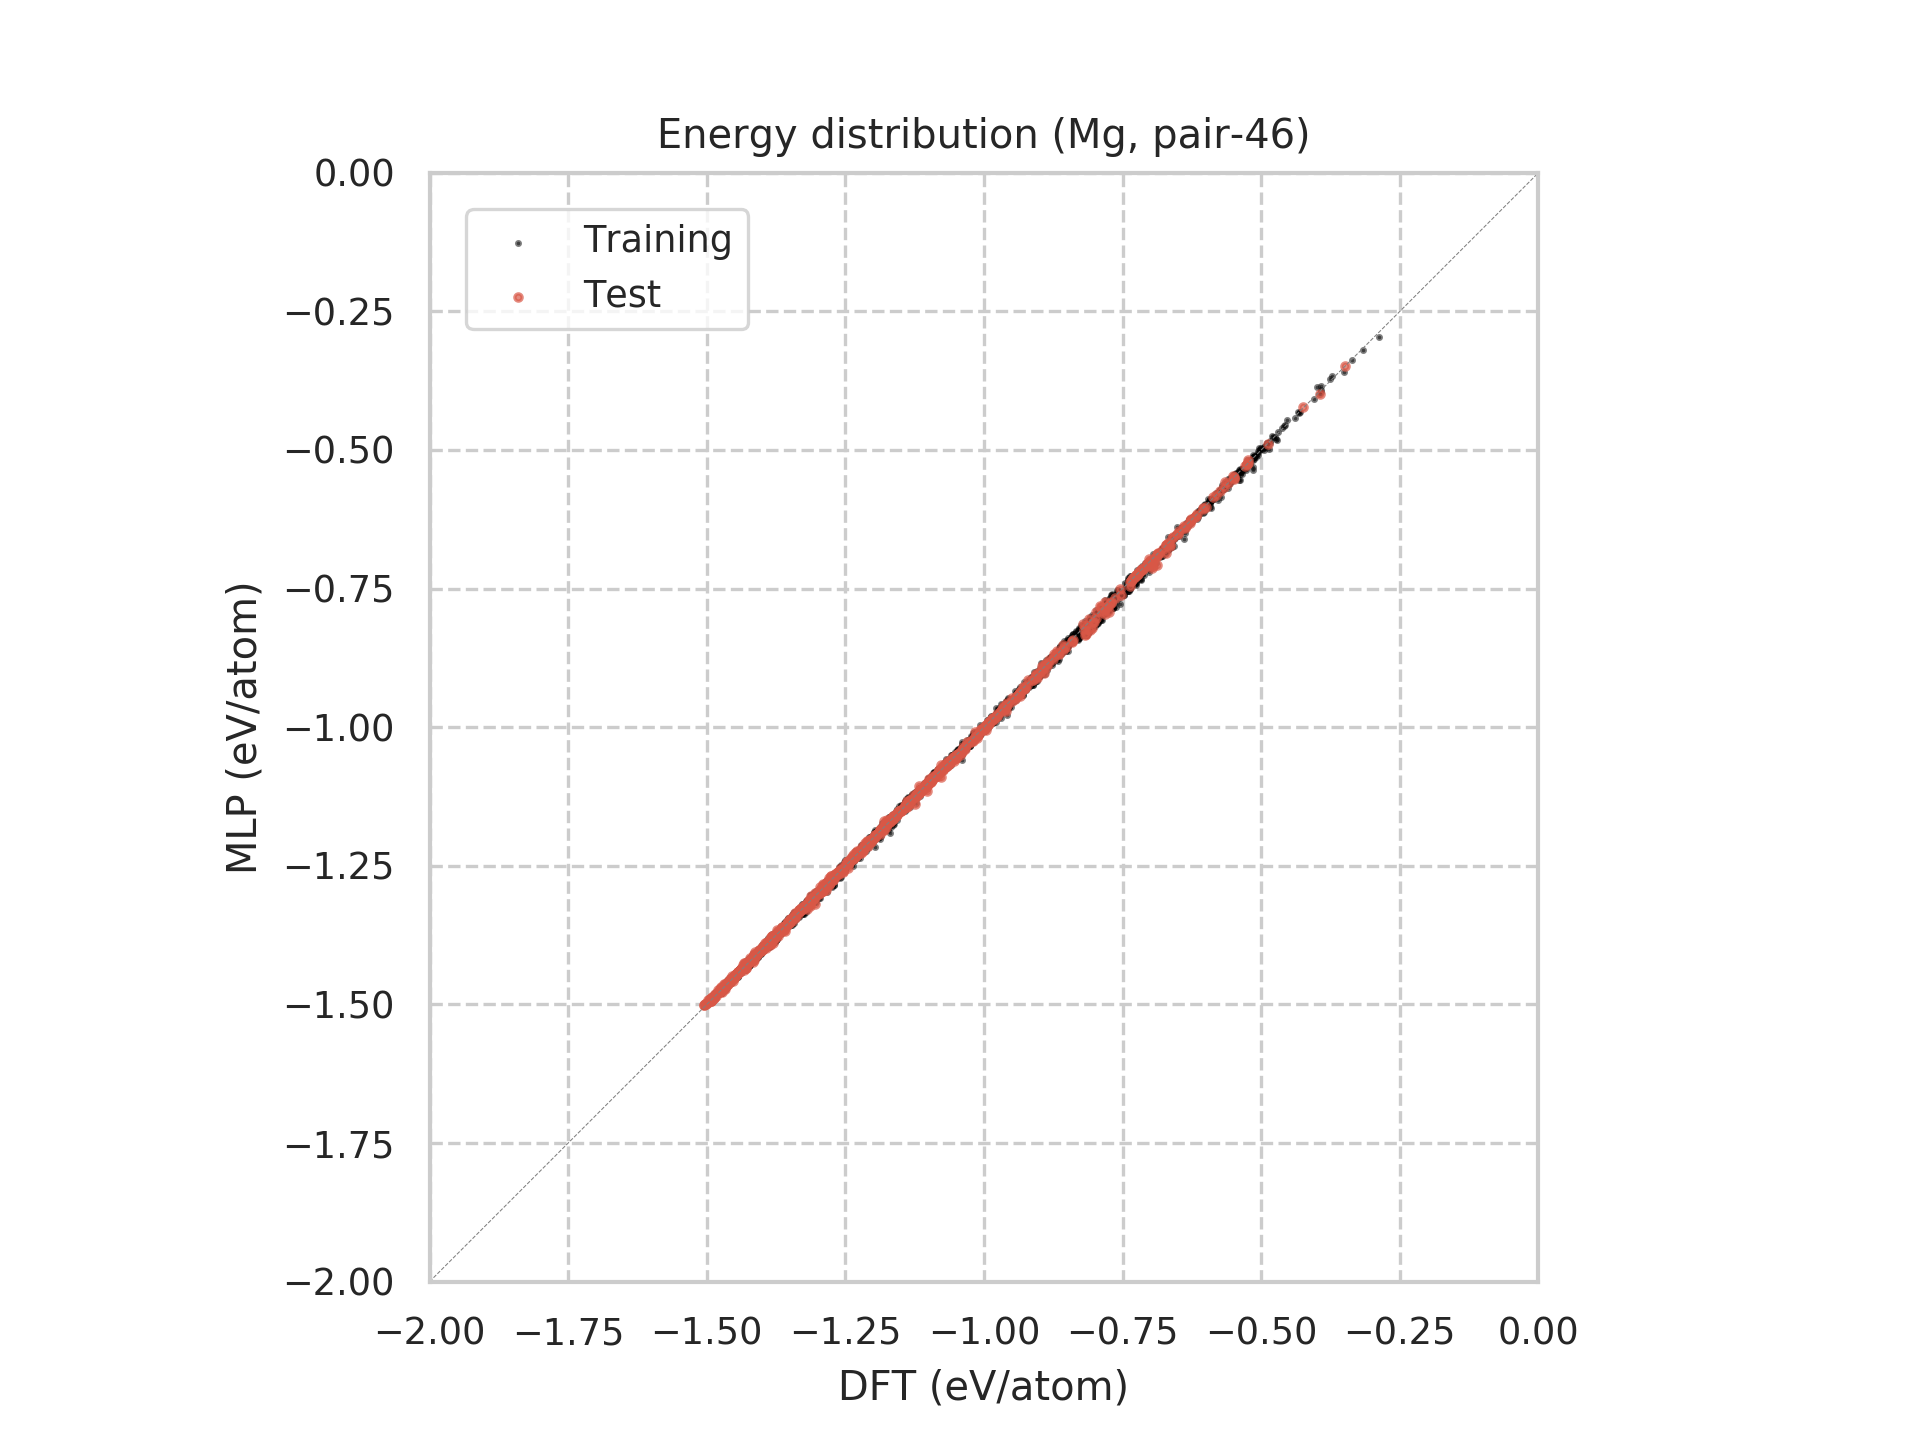 Energy distribution (Mg, pair-46)
0.00
−0.25
−0.50
−0.75
−1.00
−1.25
−1.50
−1.75
−2.00
MLP (eV/atom)
Training
Test
−2.00 −1.75 −1.50 −1.25 −1.00 −0.75 −0.50 −0.25 0.00
DFT (eV/atom)